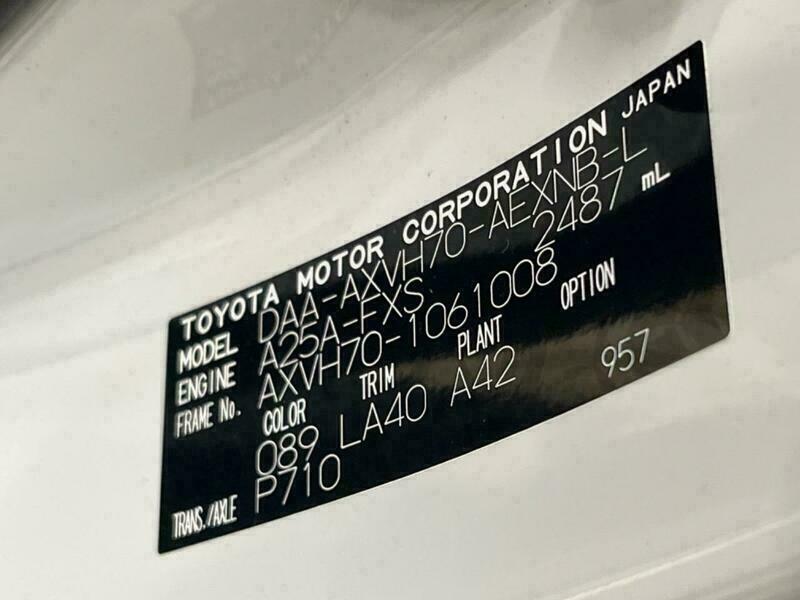 TOYOTA MOTOR CORPORATION JAPAN
MODEL DAA-AXVH70-AEXNB-L
ENGINE A25A-FXS 2487 mL
FRAME No. AXVH70-1061008
COLOR TRIM PLANT OPTION
089 LA40 A42 957
TRANS./AXLE P710